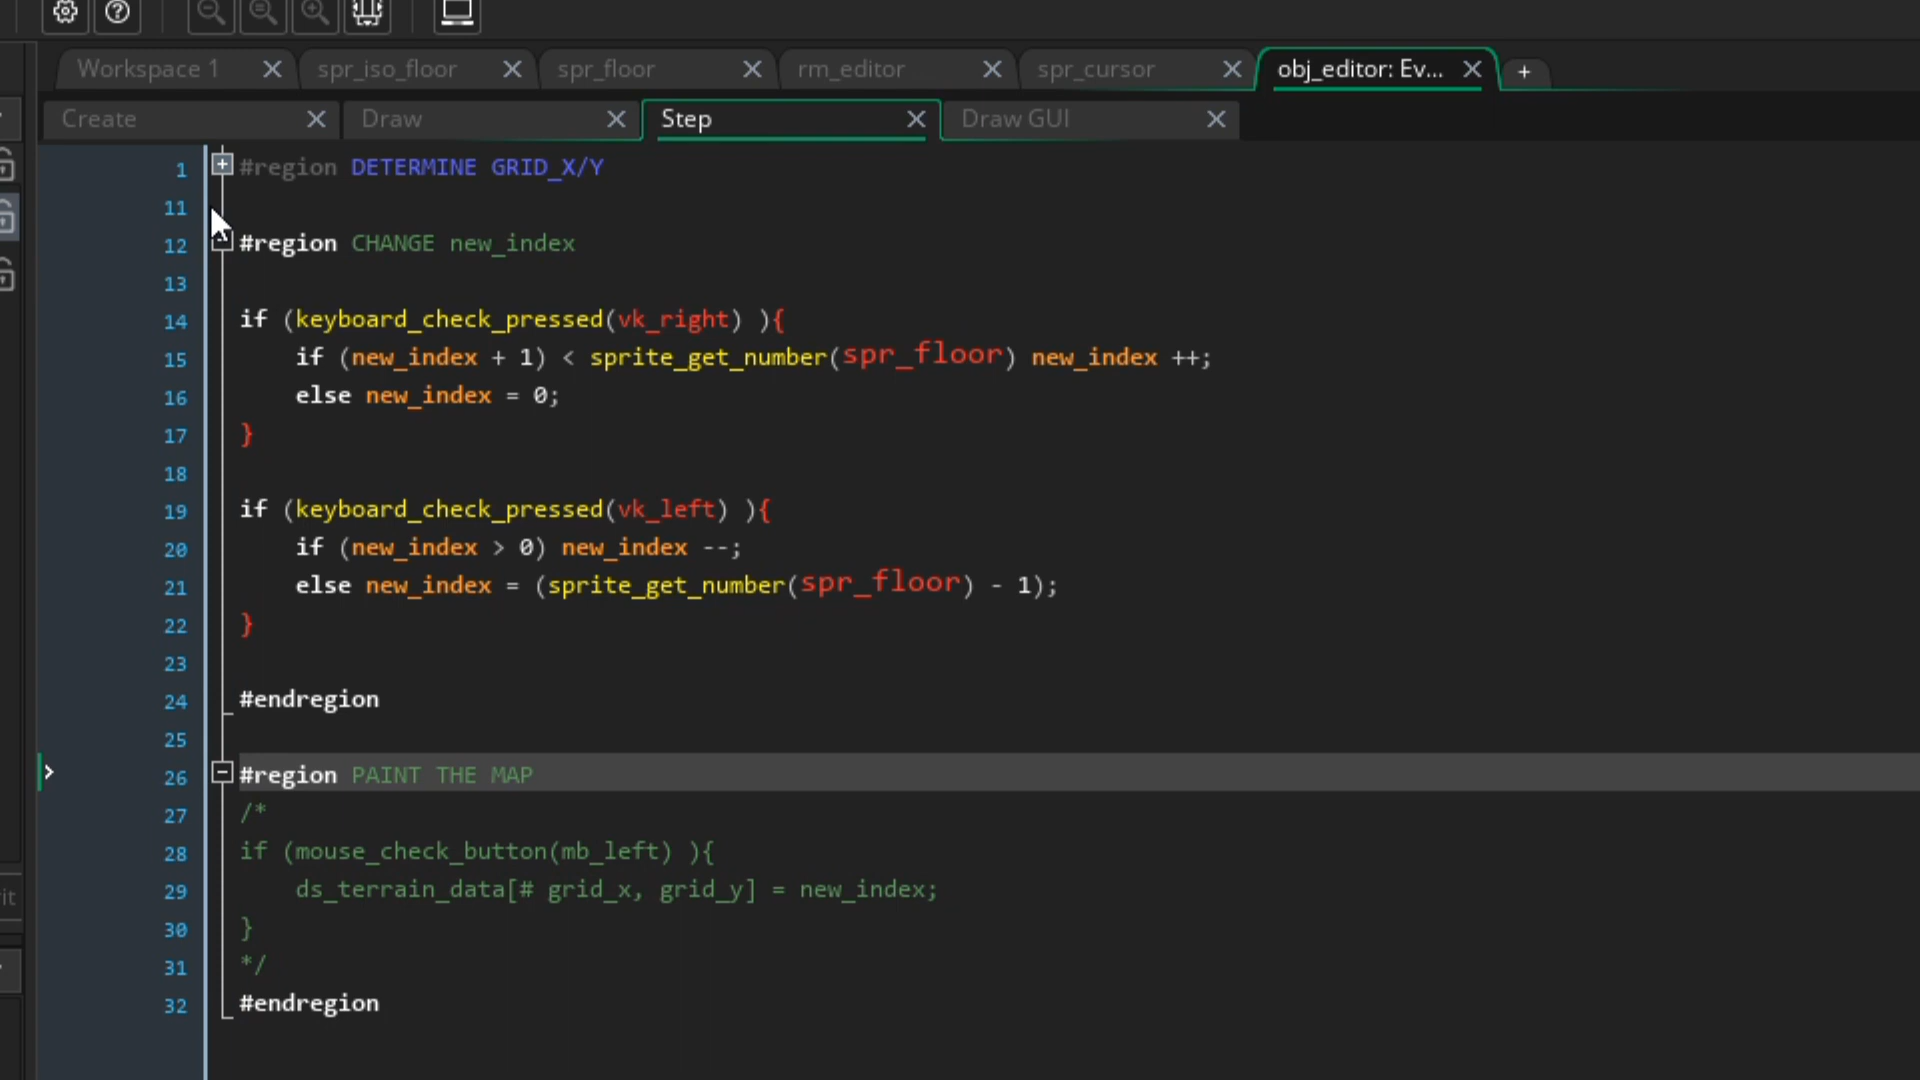 Workspace 1 spr_iso_floor spr_floor rm_editor spr_cursor obj_editor: Ev... +
Create Draw Step Draw GUI
1 #region DETERMINE GRID_X/Y
11
12 #region CHANGE new_index
13
14 if (keyboard_check_pressed(vk_right) ){
15 if (new_index + 1) < sprite_get_number(spr_floor) new_index ++;
16 else new_index = 0;
17 }
18
19 if (keyboard_check_pressed(vk_left) ){
20 if (new_index > 0) new_index --;
21 else new_index = (sprite_get_number(spr_floor) - 1);
22 }
23
24 #endregion
25
26 #region PAINT THE MAP
27 /*
28 if (mouse_check_button(mb_left) ){
29 ds_terrain_data[# grid_x, grid_y] = new_index;
30 }
31 */
32 #endregion